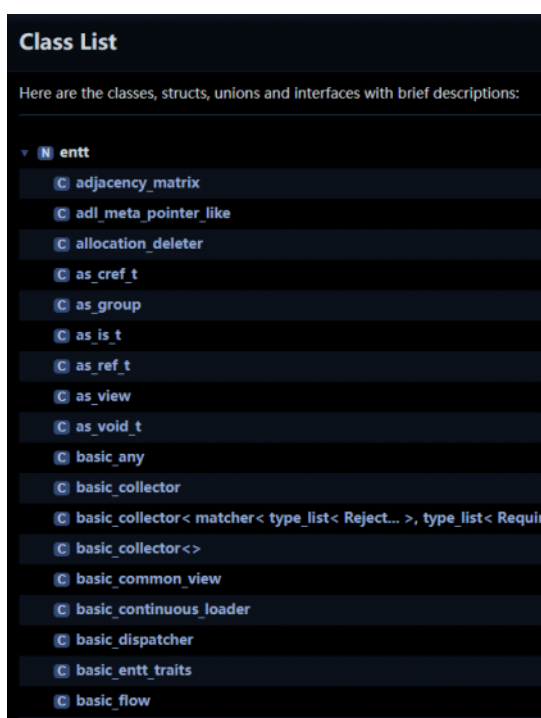 Class List
Here are the classes, structs, unions and interfaces with brief descriptions:
N entt
C adjacency_matrix
C adl_meta_pointer_like
C allocation_deleter
C as_cref_t
C as_group
C as_is_t
C as_ref_t
C as_view
C as_void_t
C basic_any
C basic_collector
C basic_collector< matcher< type_list< Reject... >, type_list< Requir
C basic_collector<>
C basic_common_view
C basic_continuous_loader
C basic_dispatcher
C basic_entt_traits
C basic_flow